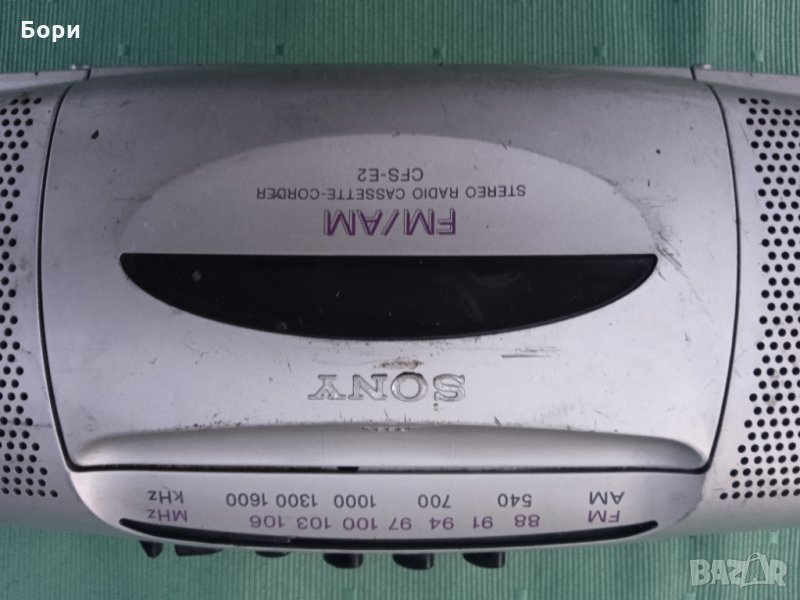 Бори
FM 88 91 94 97 100 103 106 MHz
AM 540 700 1000 1300 1600 kHz
SONY
FM/AM
STEREO RADIO CASSETTE-CORDER
CFS-E2
BAZAR